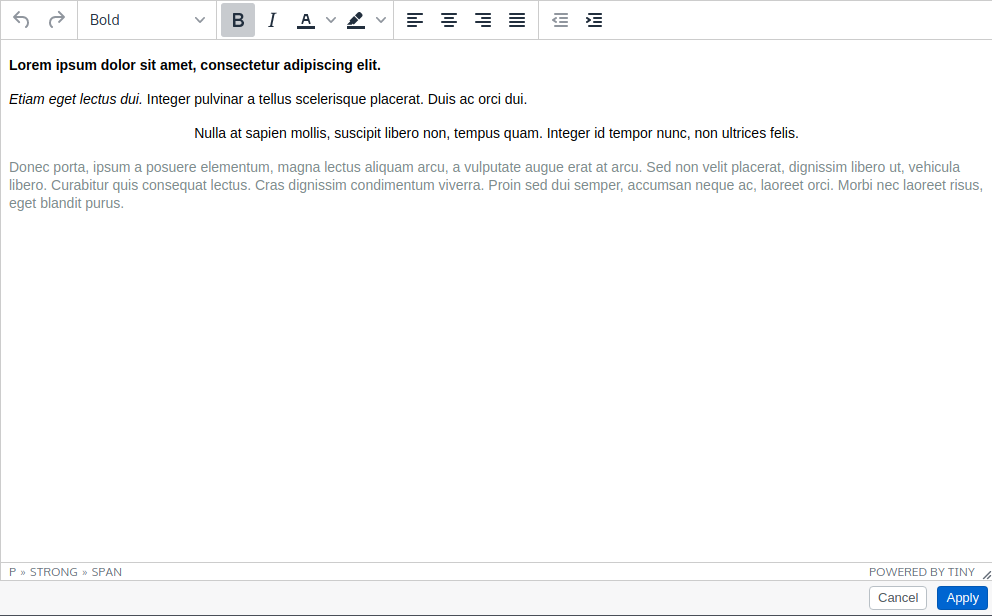 Bold B I A
Lorem ipsum dolor sit amet, consectetur adipiscing elit.
Etiam eget lectus dui. Integer pulvinar a tellus scelerisque placerat. Duis ac orci dui.
Nulla at sapien mollis, suscipit libero non, tempus quam. Integer id tempor nunc, non ultrices felis.
Donec porta, ipsum a posuere elementum, magna lectus aliquam arcu, a vulputate augue erat at arcu. Sed non velit placerat, dignissim libero ut, vehicula
libero. Curabitur quis consequat lectus. Cras dignissim condimentum viverra. Proin sed dui semper, accumsan neque ac, laoreet orci. Morbi nec laoreet risus,
eget blandit purus.
P » STRONG » SPAN POWERED BY TINY
Cancel Apply